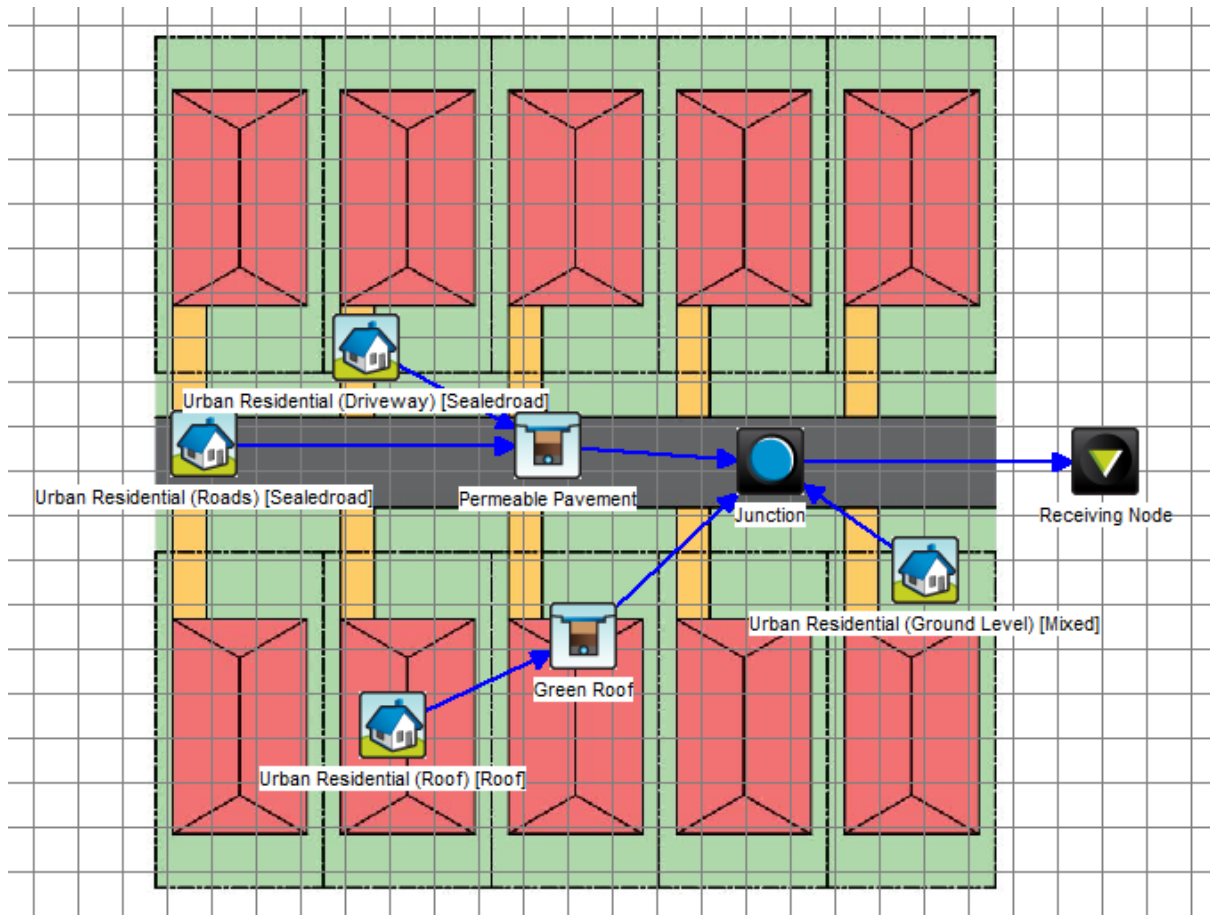 Urban Residential (Driveway) [Sealedroad]
Urban Residential (Roads) [Sealedroad]
Permeable Pavement
Junction
Receiving Node
Urban Residential (Ground Level) [Mixed]
Green Roof
Urban Residential (Roof) [Roof]